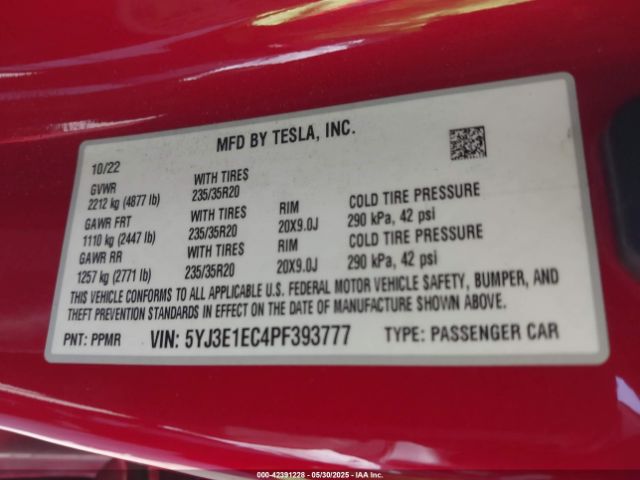 MFD BY TESLA, INC.
10/22
GVWR WITH TIRES
2212 kg (4877 lb) 235/35R20
GAWR FRT WITH TIRES RIM COLD TIRE PRESSURE
1110 kg (2447 lb) 235/35R20 20X9.0J 290 kPa, 42 psi
GAWR RR WITH TIRES RIM COLD TIRE PRESSURE
1257 kg (2771 lb) 235/35R20 20X9.0J 290 kPa, 42 psi
THIS VEHICLE CONFORMS TO ALL APPLICABLE U.S. FEDERAL MOTOR VEHICLE SAFETY, BUMPER, AND
THEFT PREVENTION STANDARDS IN EFFECT ON THE DATE OF MANUFACTURE SHOWN ABOVE.
PNT: PPMR VIN: 5YJ3E1EC4PF393777 TYPE: PASSENGER CAR
000-42391228 - 05/30/2025 - IAAI.COM